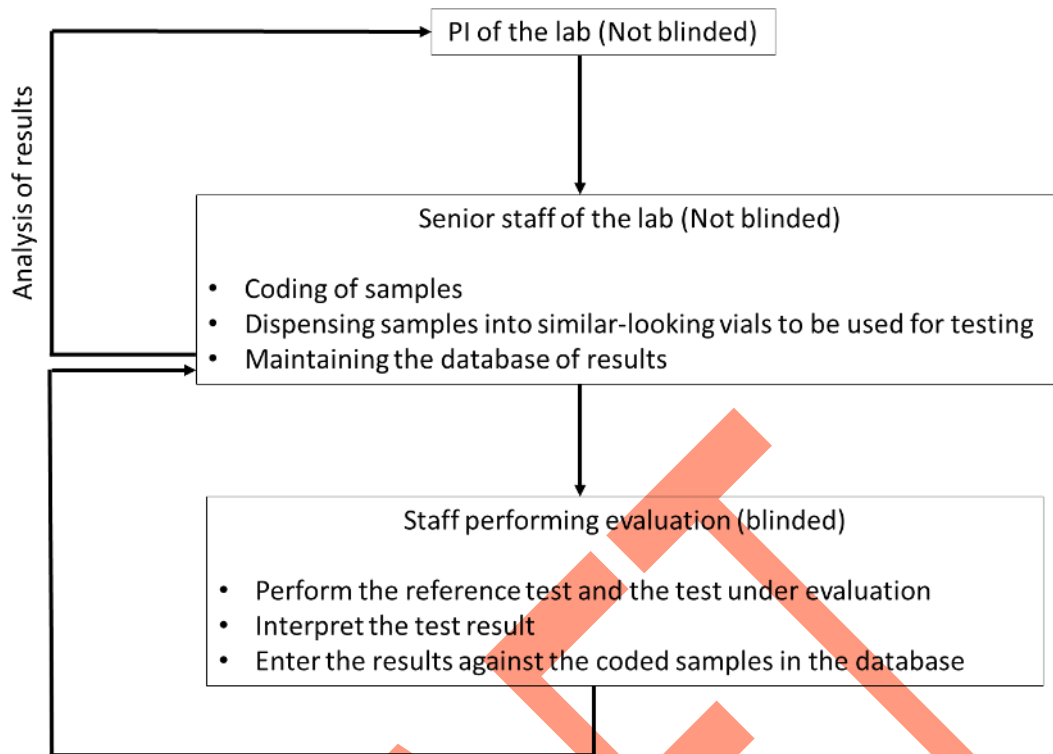 PI of the lab (Not blinded)
Analysis of results
Senior staff of the lab (Not blinded)
• Coding of samples
• Dispensing samples into similar-looking vials to be used for testing
• Maintaining the database of results
Staff performing evaluation (blinded)
• Perform the reference test and the test under evaluation
• Interpret the test result
• Enter the results against the coded samples in the database